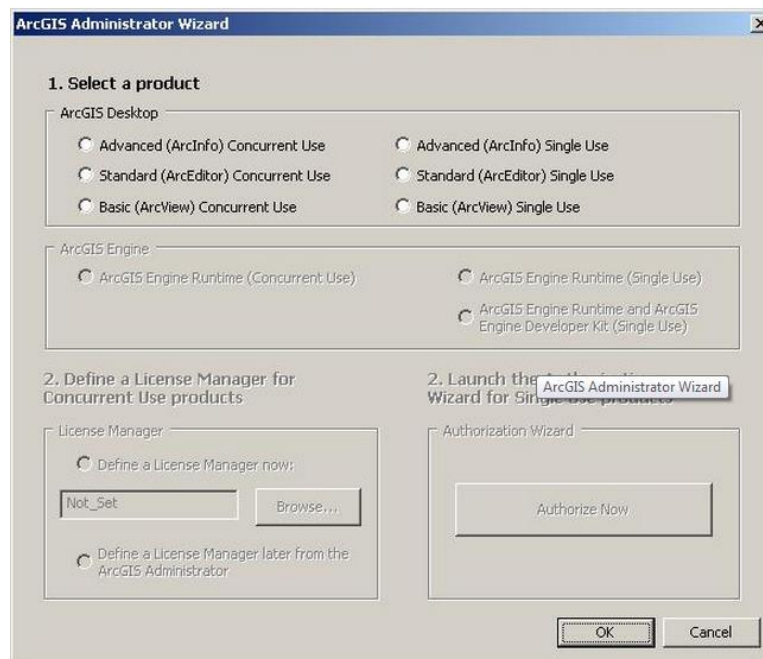 ArcGIS Administrator Wizard
1. Select a product
ArcGIS Desktop
Advanced (ArcInfo) Concurrent Use
Advanced (ArcInfo) Single Use
Standard (ArcEditor) Concurrent Use
Standard (ArcEditor) Single Use
Basic (ArcView) Concurrent Use
Basic (ArcView) Single Use
ArcGIS Engine
ArcGIS Engine Runtime (Concurrent Use)
ArcGIS Engine Runtime (Single Use)
ArcGIS Engine Runtime and ArcGIS
Engine Developer Kit (Single Use)
2. Define a License Manager for
Concurrent Use products
2. Launch the
ArcGIS Administrator Wizard
Wizard for Single Use products
License Manager
Define a License Manager now:
Not_Set
Browse...
Define a License Manager later from the
ArcGIS Administrator
Authorization Wizard
Authorize Now
OK
Cancel